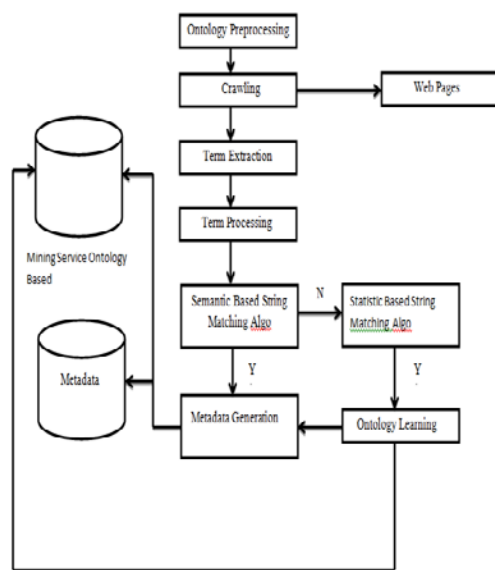 Ontology Preprocessing
Crawling
Web Pages
Term Extraction
Term Processing
Mining Service Ontology
Based
Semantic Based String
Matching Algo
N
Statistic Based String
Matching Algo
Y
Y
Metadata
Metadata Generation
Ontology Learning